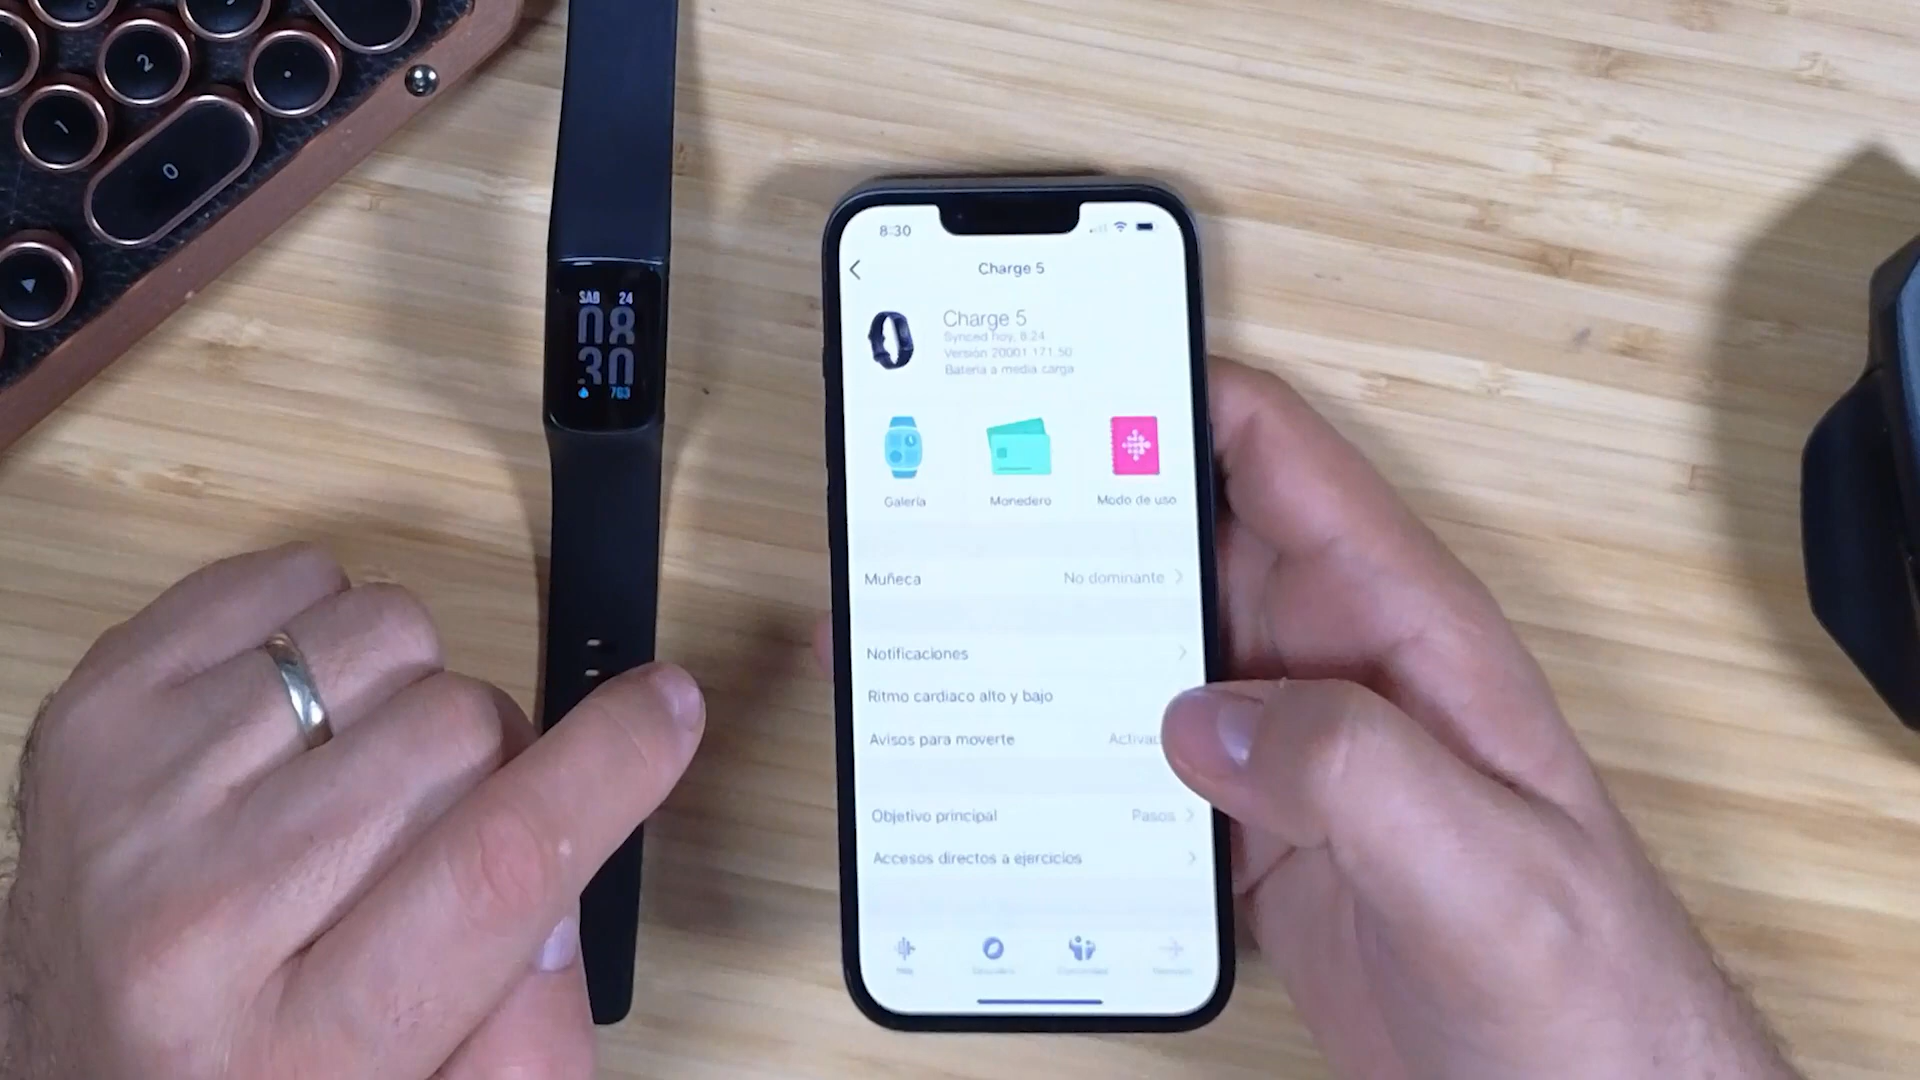 2
1
0
SAB 24
08
30
703
8:30
Charge 5
Charge 5
Synced hoy, 8:24
Versión 20001.171.50
Batería a media carga
Galería
Monedero
Modo de uso
Muñeca
No dominante
Notificaciones
Ritmo cardiaco alto y bajo
Avisos para moverte
Activad
Objetivo principal
Pasos
Accesos directos a ejercicios